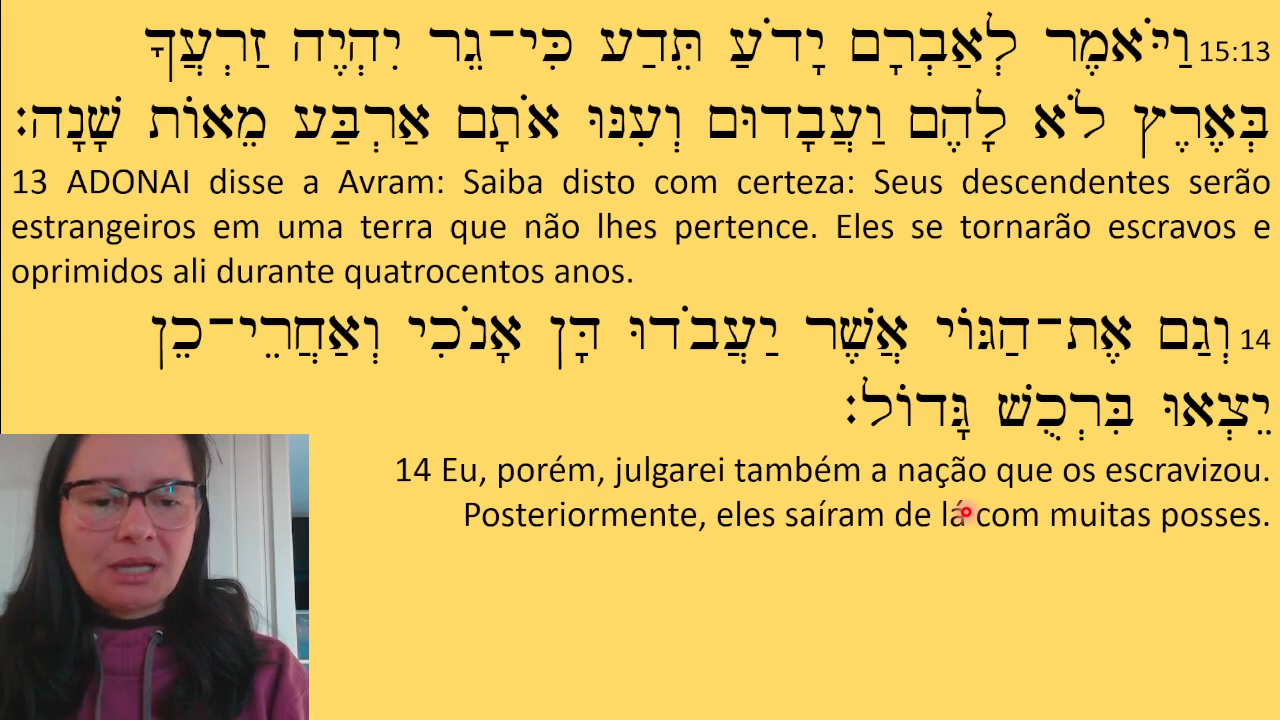 15:13 וַיֹּאמֶר לְאַבְרָם יָדֹעַ תֵּדַע כִּי־גֵר יִהְיֶה זַרְעֲךָ
בְּאֶרֶץ לֹא לָהֶם וַעֲבָדוּם וְעִנּוּ אֹתָם אַרְבַּע מֵאוֹת שָׁנָה׃
13 ADONAI disse a Avram: Saiba disto com certeza: Seus descendentes serão
estrangeiros em uma terra que não lhes pertence. Eles se tornarão escravos e
oprimidos ali durante quatrocentos anos.
14 וְגַם אֶת־הַגּוֹי אֲשֶׁר יַעֲבֹדוּ דָּן אָנֹכִי וְאַחֲרֵי־כֵן
יֵצְאוּ בִּרְכֻשׁ גָּדוֹל׃
14 Eu, porém, julgarei também a nação que os escravizou.
Posteriormente, eles saíram de lá com muitas posses.